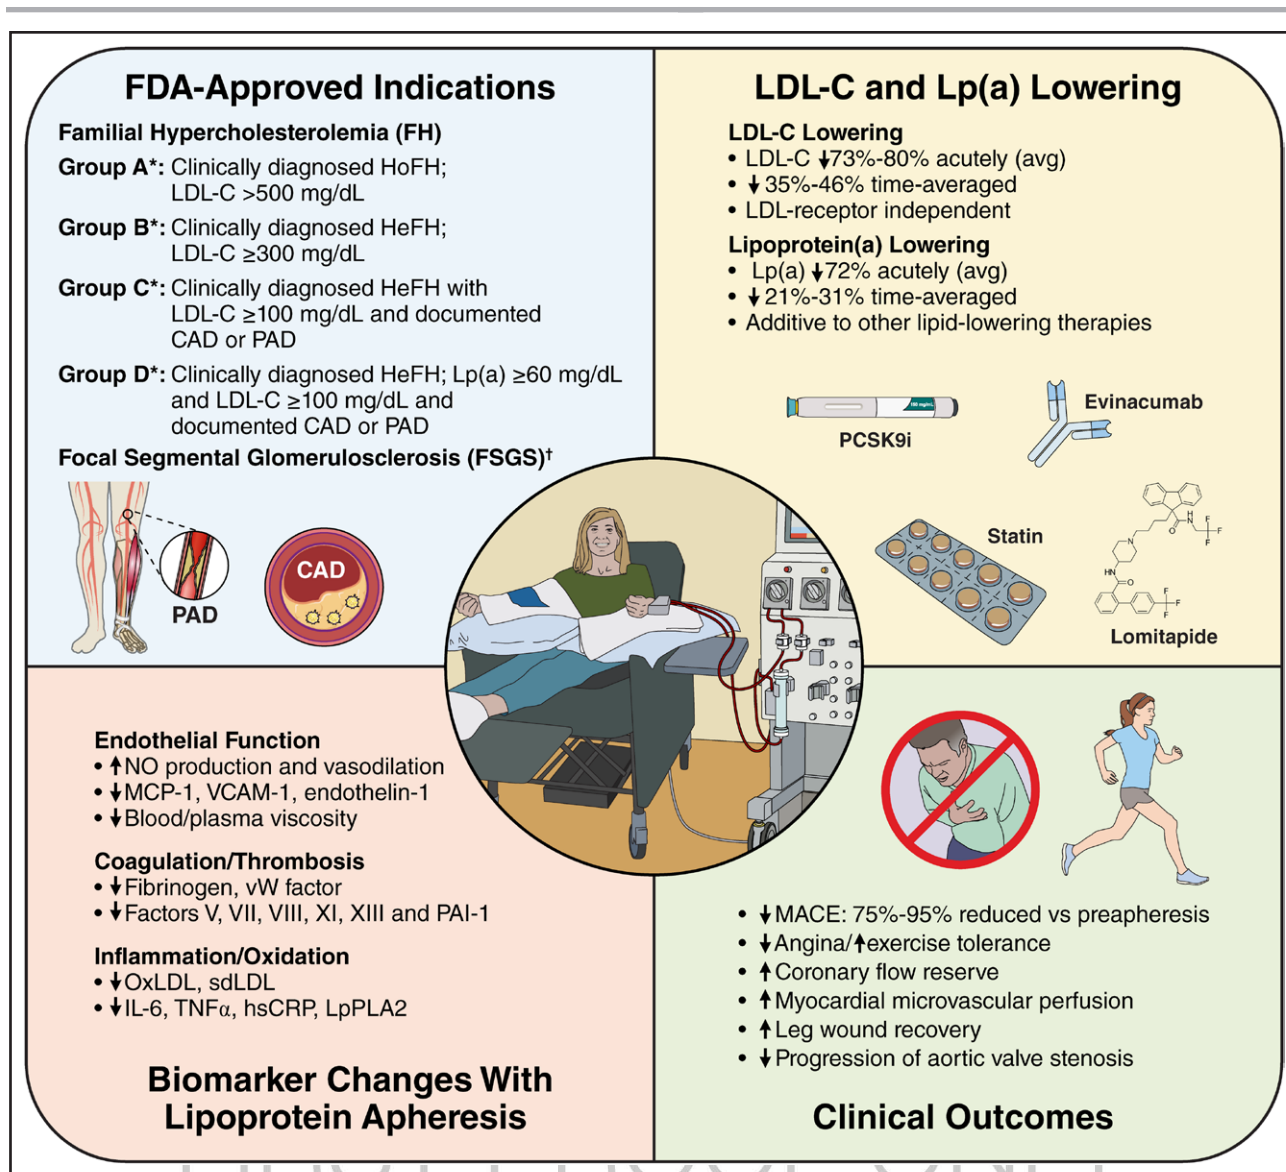 FDA-Approved Indications
Familial Hypercholesterolemia (FH)
Group A*: Clinically diagnosed HoFH;
LDL-C >500 mg/dL
Group B*: Clinically diagnosed HeFH;
LDL-C ≥300 mg/dL
Group C*: Clinically diagnosed HeFH with
LDL-C ≥100 mg/dL and documented
CAD or PAD
Group D*: Clinically diagnosed HeFH; Lp(a) ≥60 mg/dL
and LDL-C ≥100 mg/dL and
documented CAD or PAD
Focal Segmental Glomerulosclerosis (FSGS)†
PAD
CAD
LDL-C and Lp(a) Lowering
LDL-C Lowering
• LDL-C ↓73%-80% acutely (avg)
• ↓35%-46% time-averaged
• LDL-receptor independent
Lipoprotein(a) Lowering
• Lp(a) ↓72% acutely (avg)
• ↓21%-31% time-averaged
• Additive to other lipid-lowering therapies
PCSK9i
Evinacumab
Statin
N
H
N
O
F
F
F
N
HN
O
F
F
F
Lomitapide
Endothelial Function
• ↑NO production and vasodilation
• ↓MCP-1, VCAM-1, endothelin-1
• ↓Blood/plasma viscosity
Coagulation/Thrombosis
• ↓Fibrinogen, vW factor
• ↓Factors V, VII, VIII, XI, XIII and PAI-1
Inflammation/Oxidation
• ↓OxLDL, sdLDL
• ↓IL-6, TNFα, hsCRP, LpPLA2
Biomarker Changes With
Lipoprotein Apheresis
• ↓MACE: 75%-95% reduced vs preapheresis
• ↓Angina/↑exercise tolerance
• ↑Coronary flow reserve
• ↑Myocardial microvascular perfusion
• ↑Leg wound recovery
• ↓Progression of aortic valve stenosis
Clinical Outcomes